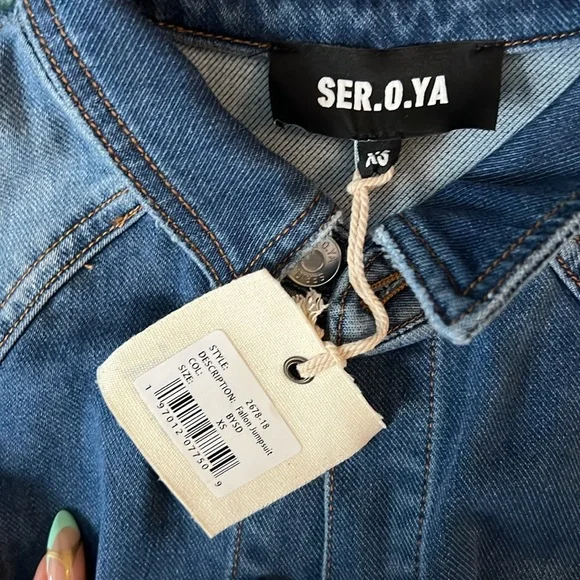 SER.O.YA
XS
STYLE: 2678-18
DESCRIPTION: Fallon Jumpsuit
COL: BYSD
SIZE: XS
1 97012 07750 9